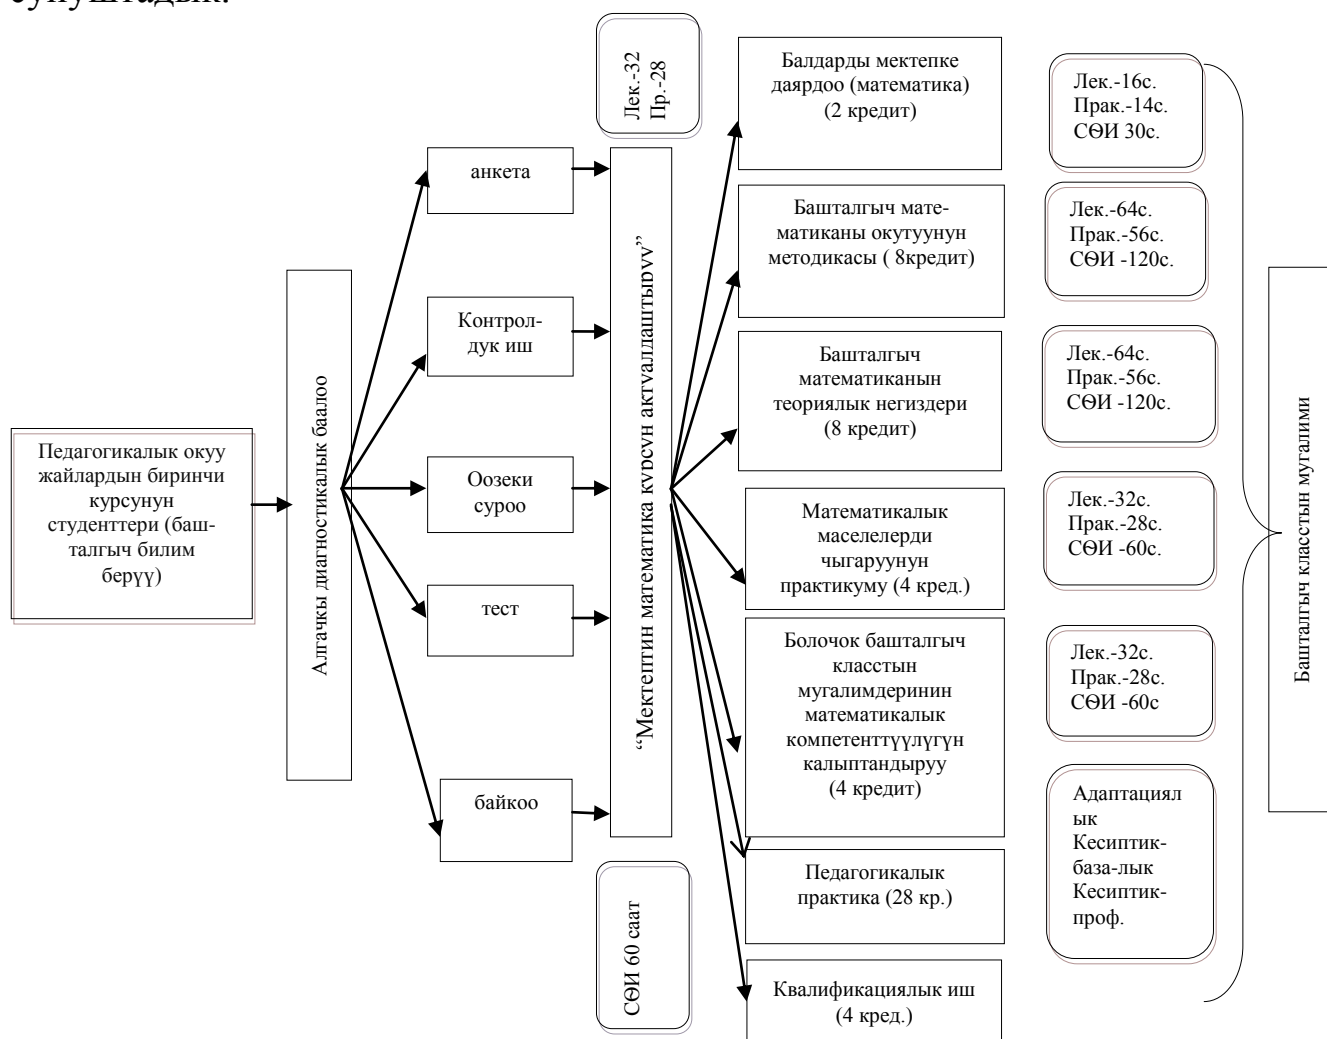 сунуштадык.
Педагогикалык окуу
жайлардын биринчи
курсунун
студенттери (баш-
талгыч билим
берүү)
Алгачкы диагностикалык баалоо
анкета
Контрол-
дук иш
Оозеки
суроо
тест
байкоо
Лек.-32
Пр.-28
“Мектептин математика курсун актуалдаштыруу”
СӨИ 60 саат
Балдарды мектепке
даярдоо (математика)
(2 кредит)
Башталгыч мате-
матиканы окутуунун
методикасы ( 8кредит)
Башталгыч
математиканын
теориялык негиздери
(8 кредит)
Математикалык
маселелерди
чыгаруунун
практикуму (4 кред.)
Болочок башталгыч
класстын
мугалимдеринин
математикалык
компетенттүүлүгүн
калыптандыруу
(4 кредит)
Педагогикалык
практика (28 кр.)
Квалификациялык иш
(4 кред.)
Лек.-16с.
Прак.-14с.
СӨИ 30с.
Лек.-64с.
Прак.-56с.
СӨИ -120с.
Лек.-64с.
Прак.-56с.
СӨИ -120с.
Лек.-32с.
Прак.-28с.
СӨИ -60с.
Лек.-32с.
Прак.-28с.
СӨИ -60с
Адаптациял
ык
Кесиптик-
база-лык
Кесиптик-
проф.
Башталгыч класстын мугалими